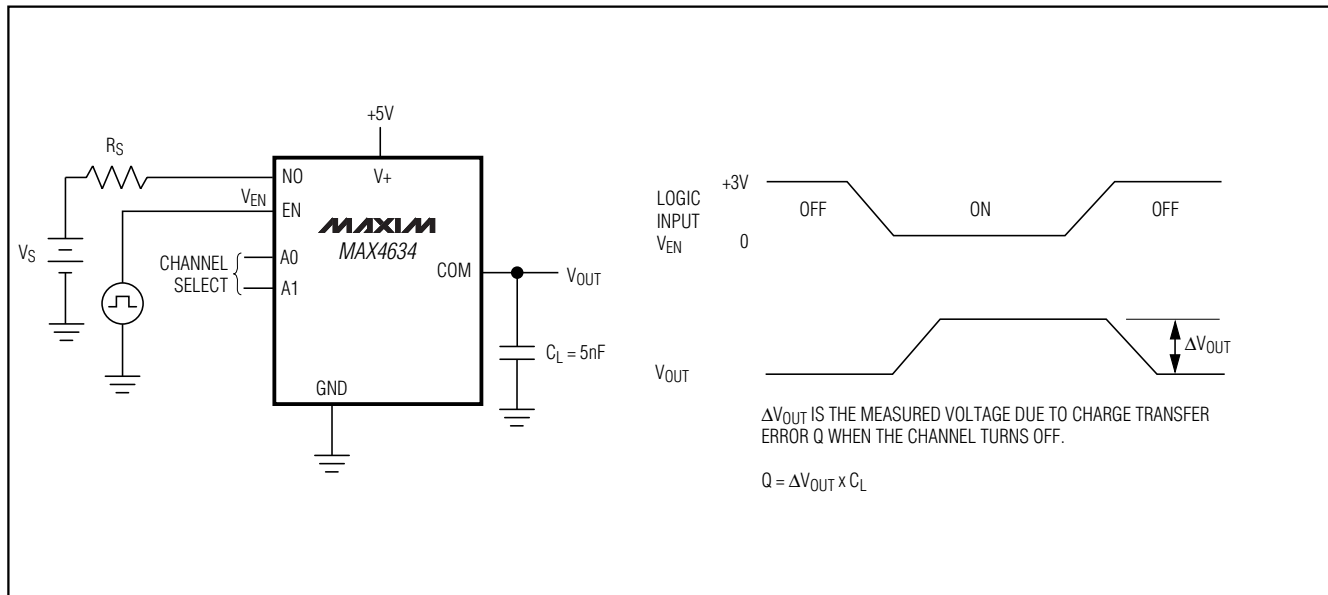 +5V
RS
NO
V+
VEN
EN
MAXIM
MAX4634
VS
CHANNEL
SELECT
A0
A1
COM
VOUT
CL = 5nF
GND
LOGIC
INPUT
VEN
+3V
0
OFF
ON
OFF
VOUT
ΔVOUT
ΔVOUT IS THE MEASURED VOLTAGE DUE TO CHARGE TRANSFER
ERROR Q WHEN THE CHANNEL TURNS OFF.
Q = ΔVOUT x CL